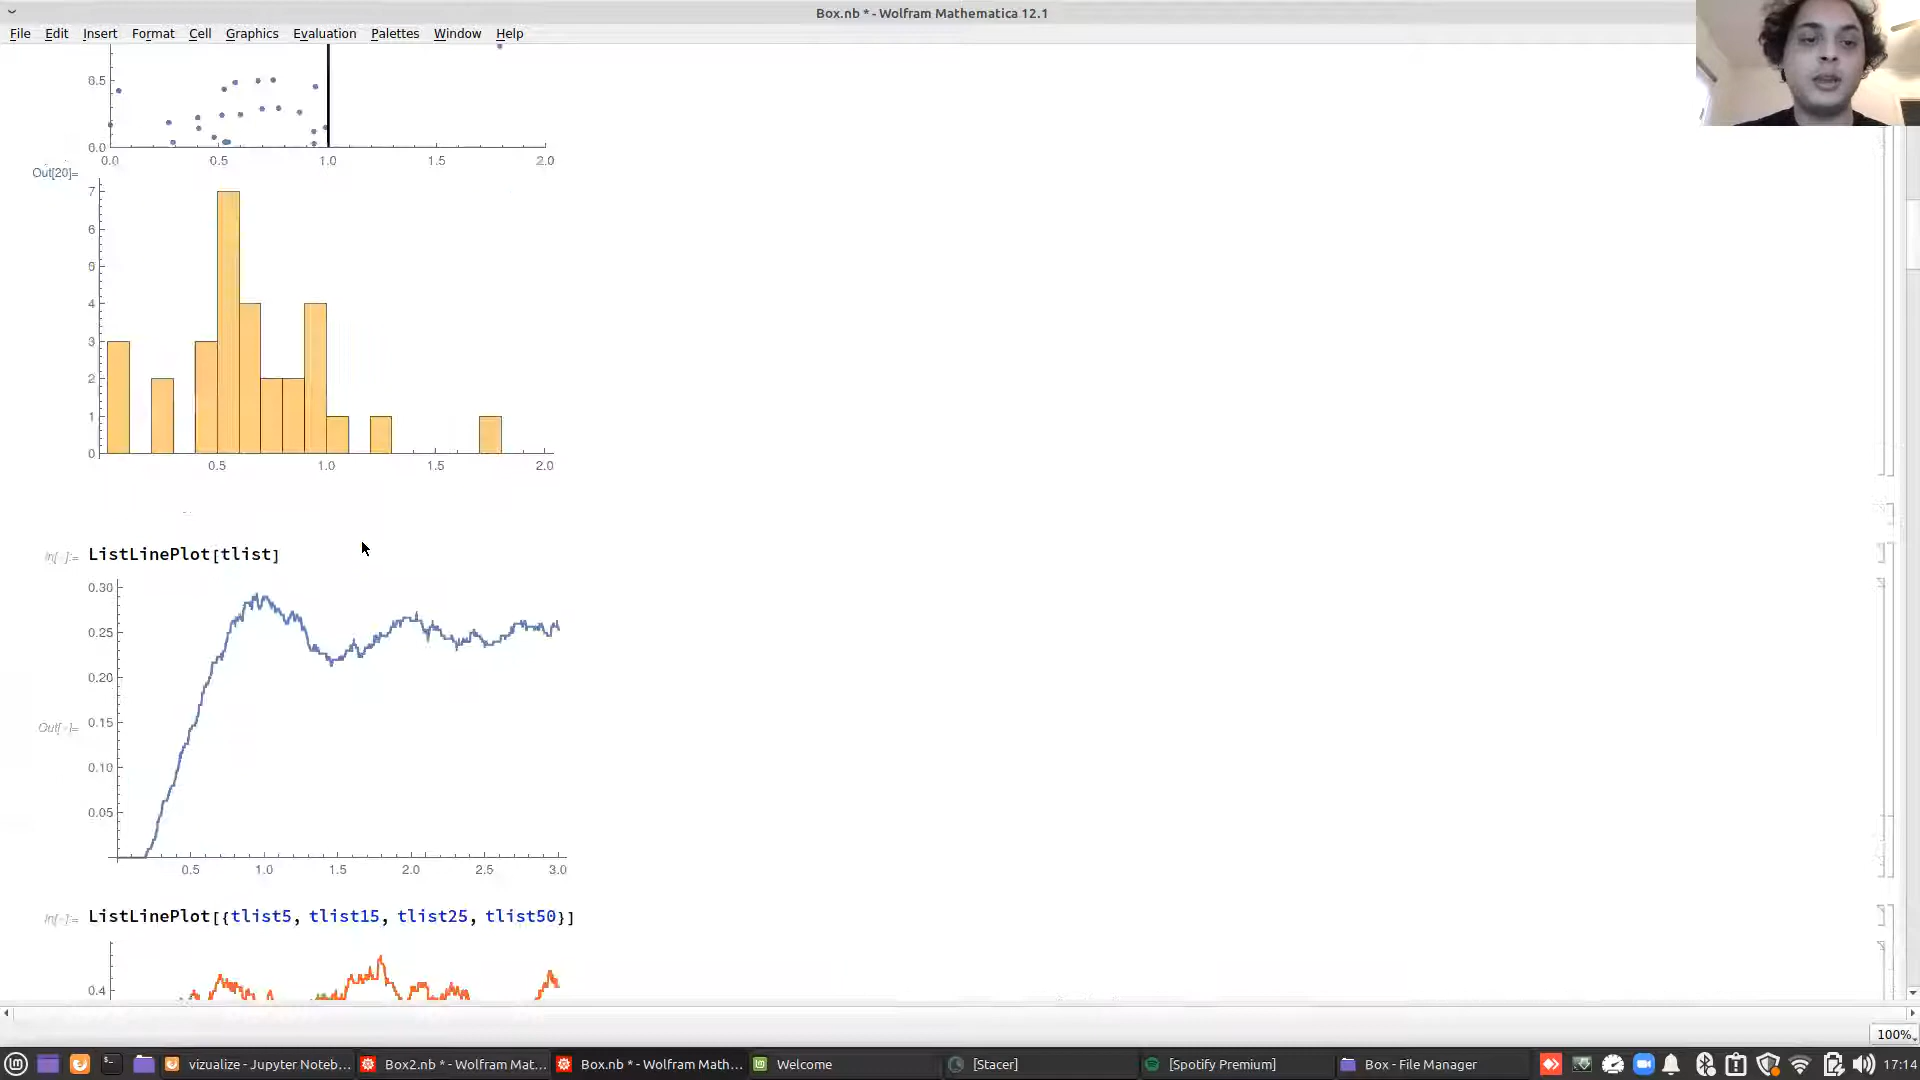 Box.nb * - Wolfram Mathematica 12.1
File Edit Insert Format Cell Graphics Evaluation Palettes Window Help
0.5
0.0
0.0 0.5 1.0 1.5 2.0
Out[20]=
7
6
5
4
3
2
1
0
0.5 1.0 1.5 2.0
In[ ]:= ListLinePlot[tlist]
0.30
0.25
0.20
0.15
Out[ ]=
0.10
0.05
0.5 1.0 1.5 2.0 2.5 3.0
In[ ]:= ListLinePlot[{tlist5, tlist15, tlist25, tlist50}]
0.4
100%
vizualize - Jupyter Noteb... Box2.nb * - Wolfram Mat... Box.nb * - Wolfram Math... Welcome [Stacer] [Spotify Premium] Box - File Manager 17:14